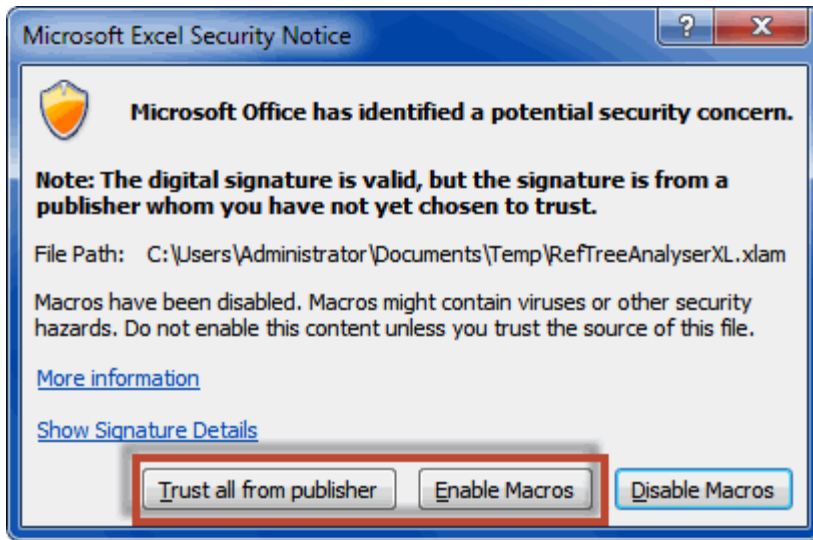 Microsoft Excel Security Notice
Microsoft Office has identified a potential security concern.
Note: The digital signature is valid, but the signature is from a
publisher whom you have not yet chosen to trust.
File Path: C:\Users\Administrator\Documents\Temp\RefTreeAnalyserXL.xlam
Macros have been disabled. Macros might contain viruses or other security
hazards. Do not enable this content unless you trust the source of this file.
More information
Show Signature Details
Trust all from publisher Enable Macros Disable Macros